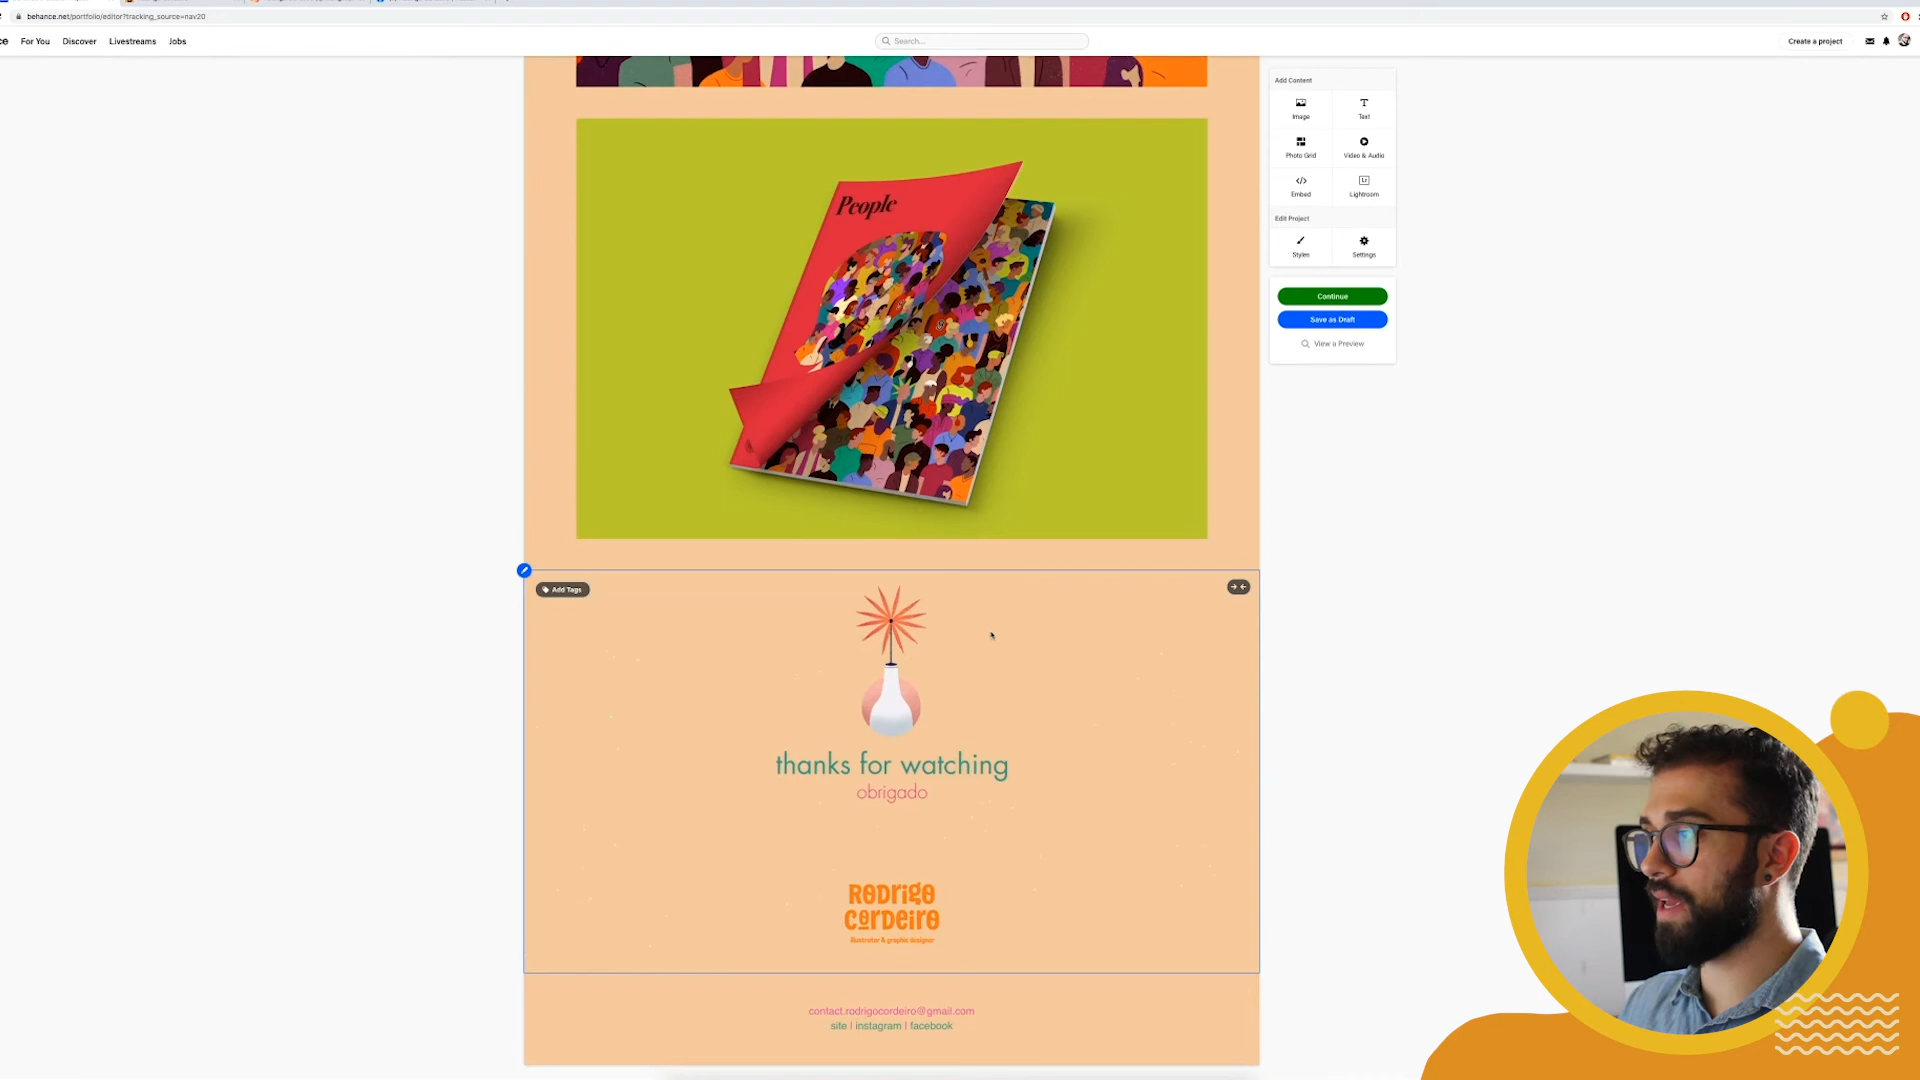 behance.net/portfolio/editor?tracking_source=nav20
For You
Discover
Livestreams
Jobs
Search...
Create a project
Add Content
Image
Text
Photo Grid
Video & Audio
Embed
Lr
Lightroom
Edit Project
Styles
Settings
Continue
Save as Draft
View a Preview
People
Add Tags
thanks for watching
obrigado
RODRIGO
CORDEIRO
illustrator & graphic designer
contact.rodrigocordeiro@gmail.com
site | instagram | facebook